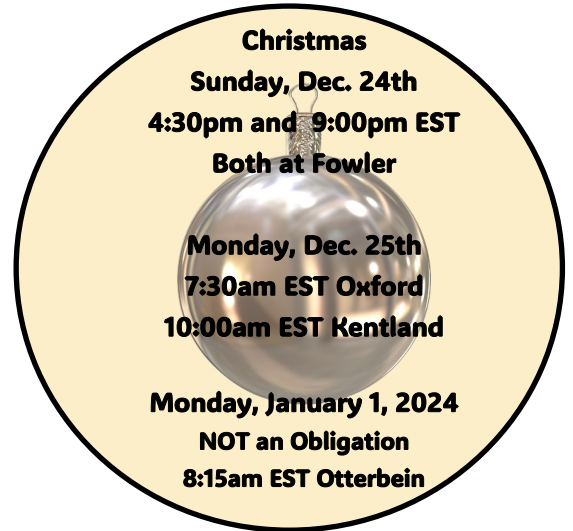 Christmas
Sunday, Dec. 24th
4:30pm and 9:00pm EST
Both at Fowler
Monday, Dec. 25th
7:30am EST Oxford
10:00am EST Kentland
Monday, January 1, 2024
NOT an Obligation
8:15am EST Otterbein